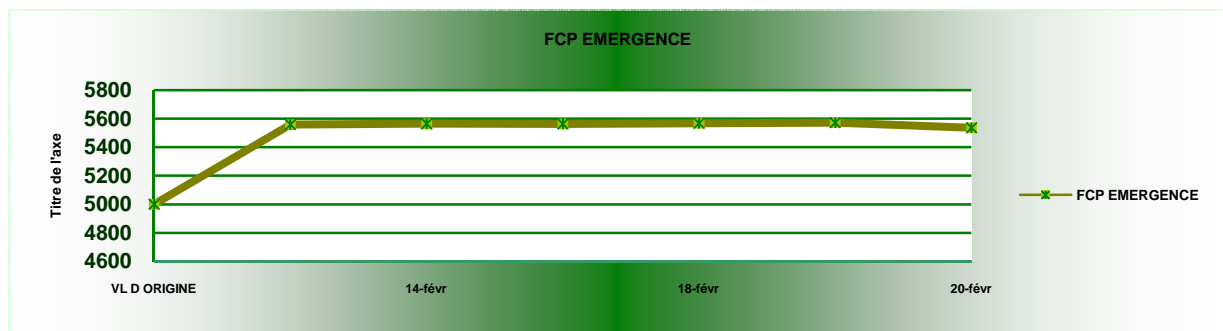 FCP EMERGENCE
5800
5600
5400
5200
5000
4800
4600
Titre de l'axe
VL D ORIGINE
14-févr
18-févr
20-févr
FCP EMERGENCE